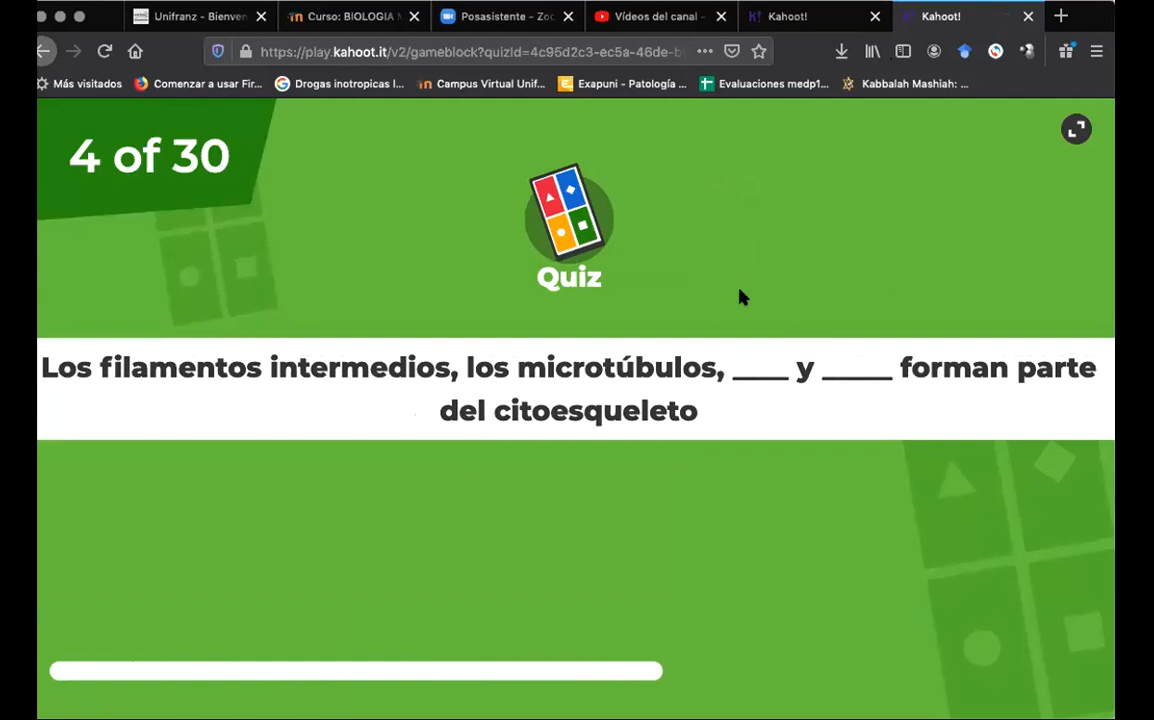 Unifranz - Bienven
Curso: BIOLOGIA M
Posasistente - Zoo
Vídeos del canal -
Kahoot!
Kahoot!
https://play.kahoot.it/v2/gameblock?quizId=4c95d2c3-ec5a-46de-b
Más visitados
Comenzar a usar Fir...
Drogas inotropicas l...
Campus Virtual Unif...
Exapuni - Patología ...
Evaluaciones medp1...
Kabbalah Mashiah: ...
4 of 30
Quiz
Los filamentos intermedios, los microtúbulos, ____ y _____ forman parte
del citoesqueleto